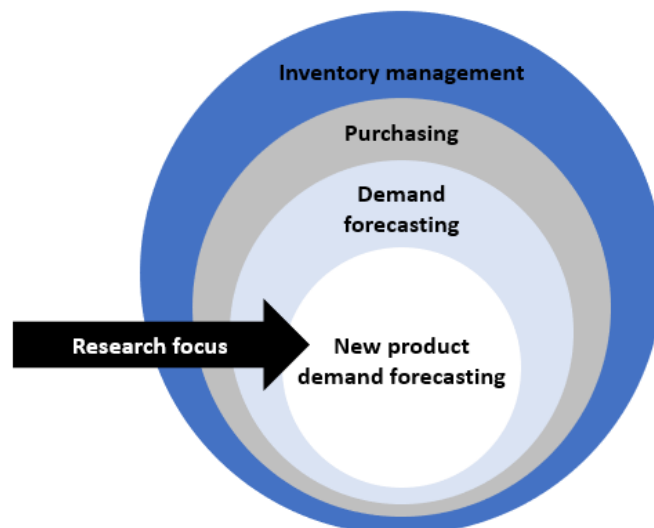 Inventory management
Purchasing
Demand
forecasting
Research focus
New product
demand forecasting